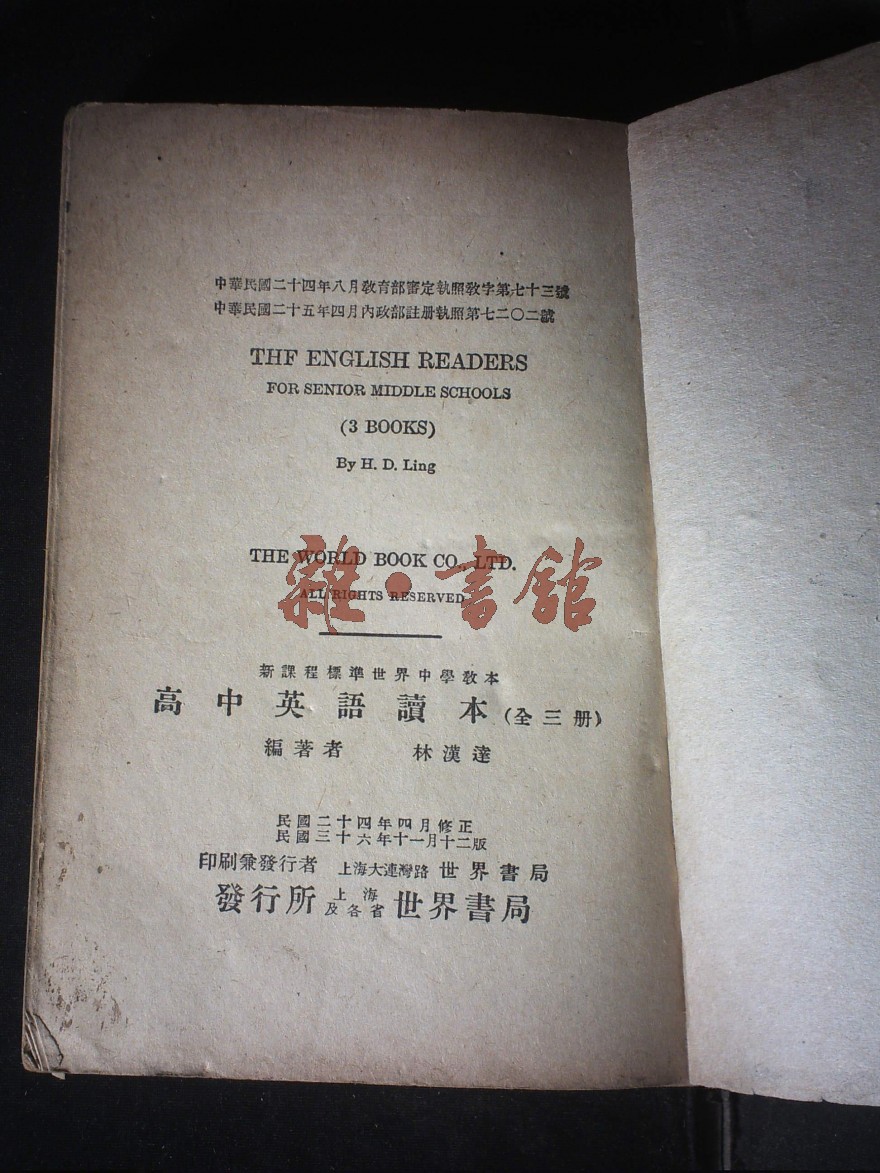 中華民國二十四年八月敎育部審定執照敎字第七十三號
中華民國二十五年四月內政部註册執照第七二〇二號
THF ENGLISH READERS
FOR SENIOR MIDDLE SCHOOLS
(3 BOOKS)
By H. D. Ling
THE WORLD BOOK CO., LTD.
ALL RIGHTS RESERVED
雜·書館
新課程標準世界中學敎本
高中英語讀本(全三册)
編著者 林漢達
民國二十四年四月修正
民國三十六年十一月十二版
印刷兼發行者 上海大連灣路 世界書局
發行所 上海及各省 世界書局